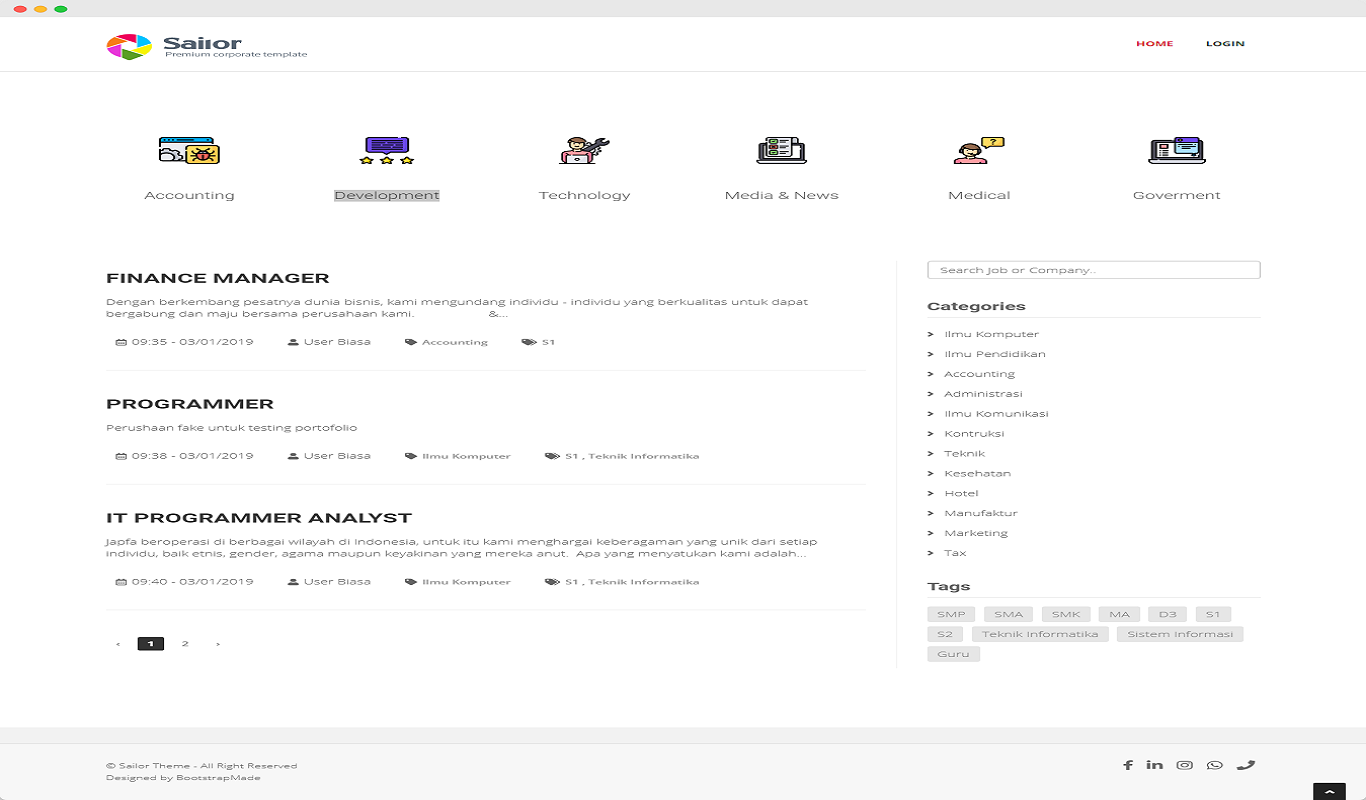 Sailor
Premium corporate template
HOME LOGIN
Accounting Development Technology Media & News Medical Goverment
FINANCE MANAGER
Dengan berkembang pesatnya dunia bisnis, kami mengundang individu - individu yang berkualitas untuk dapat
bergabung dan maju bersama perusahaan kami. &...
09:35 - 03/01/2019 User Biasa Accounting S1
PROGRAMMER
Perushaan fake untuk testing portofolio
09:38 - 03/01/2019 User Biasa Ilmu Komputer S1 , Teknik Informatika
IT PROGRAMMER ANALYST
Japfa beroperasi di berbagai wilayah di Indonesia, untuk itu kami menghargai keberagaman yang unik dari setiap
individu, baik etnis, gender, agama maupun keyakinan yang mereka anut. Apa yang menyatukan kami adalah...
09:40 - 03/01/2019 User Biasa Ilmu Komputer S1 , Teknik Informatika
‹ 1 2 ›
Search Job or Company..
Categories
Ilmu Komputer
Ilmu Pendidikan
Accounting
Administrasi
Ilmu Komunikasi
Kontruksi
Teknik
Kesehatan
Hotel
Manufaktur
Marketing
Tax
Tags
SMP SMA SMK MA D3 S1
S2 Teknik Informatika Sistem Informasi
Guru
© Sailor Theme - All Right Reserved
Designed by BootstrapMade